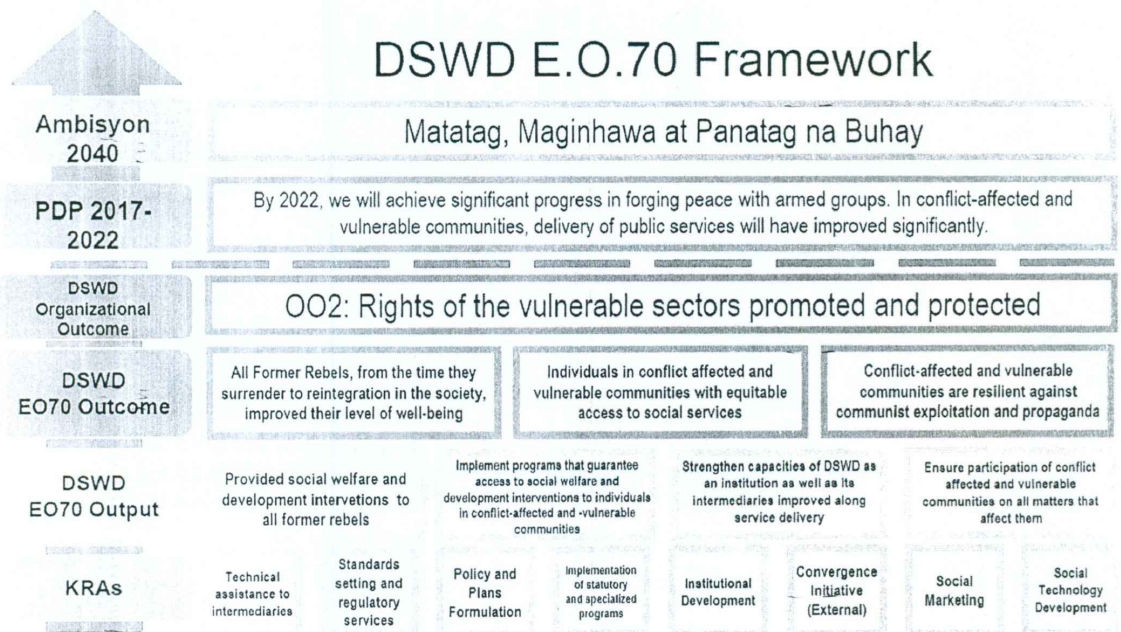 DSWD E.O.70 Framework
Ambisyon
2040
Matatag, Maginhawa at Panatag na Buhay
PDP 2017-
2022
By 2022, we will achieve significant progress in forging peace with armed groups. In conflict-affected and
vulnerable communities, delivery of public services will have improved significantly.
DSWD
Organizational
Outcome
OO2: Rights of the vulnerable sectors promoted and protected
DSWD
EO70 Outcome
All Former Rebels, from the time they
surrender to reintegration in the society,
improved their level of well-being
Individuals in conflict affected and
vulnerable communities with equitable
access to social services
Conflict-affected and vulnerable
communities are resilient against
communist exploitation and propaganda
DSWD
EO70 Output
Provided social welfare and
development intervetions to
all former rebels
Implement programs that guarantee
access to social welfare and
development interventions to individuals
in conflict-affected and -vulnerable
communities
Strengthen capacities of DSWD as
an institution as well as its
intermediaries improved along
service delivery
Ensure participation of conflict
affected and vulnerable
communities on all matters that
affect them
KRAs
Technical
assistance to
intermediaries
Standards
setting and
regulatory
services
Policy and
Plans
Formulation
Implementation
of statutory
and specialized
programs
Institutional
Development
Convergence
Initiative
(External)
Social
Marketing
Social
Technology
Development